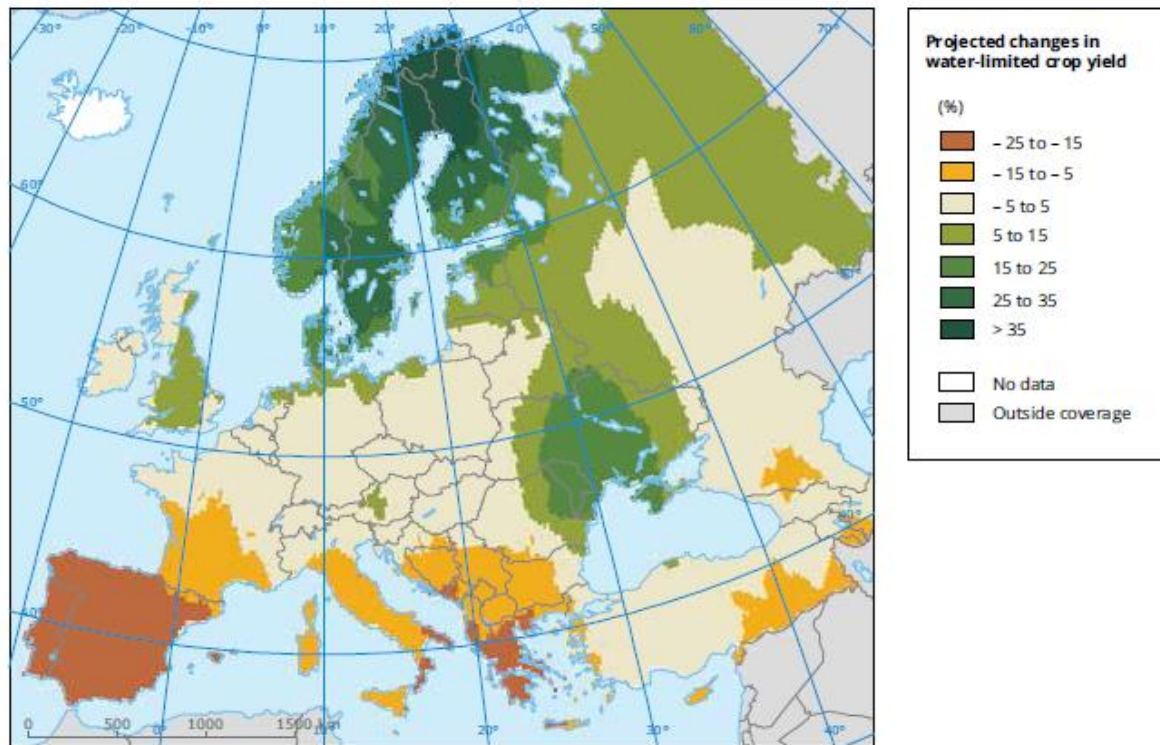 -30° -20° -10° 0° 10° 20° 30° 40° 50° 60° 70°
60°
50°
40°
50°
40°
0 500 1000 1500 km
0° 20° 30° 40°
Projected changes in
water-limited crop yield
(%)
– 25 to – 15
– 15 to – 5
– 5 to 5
5 to 15
15 to 25
25 to 35
> 35
No data
Outside coverage